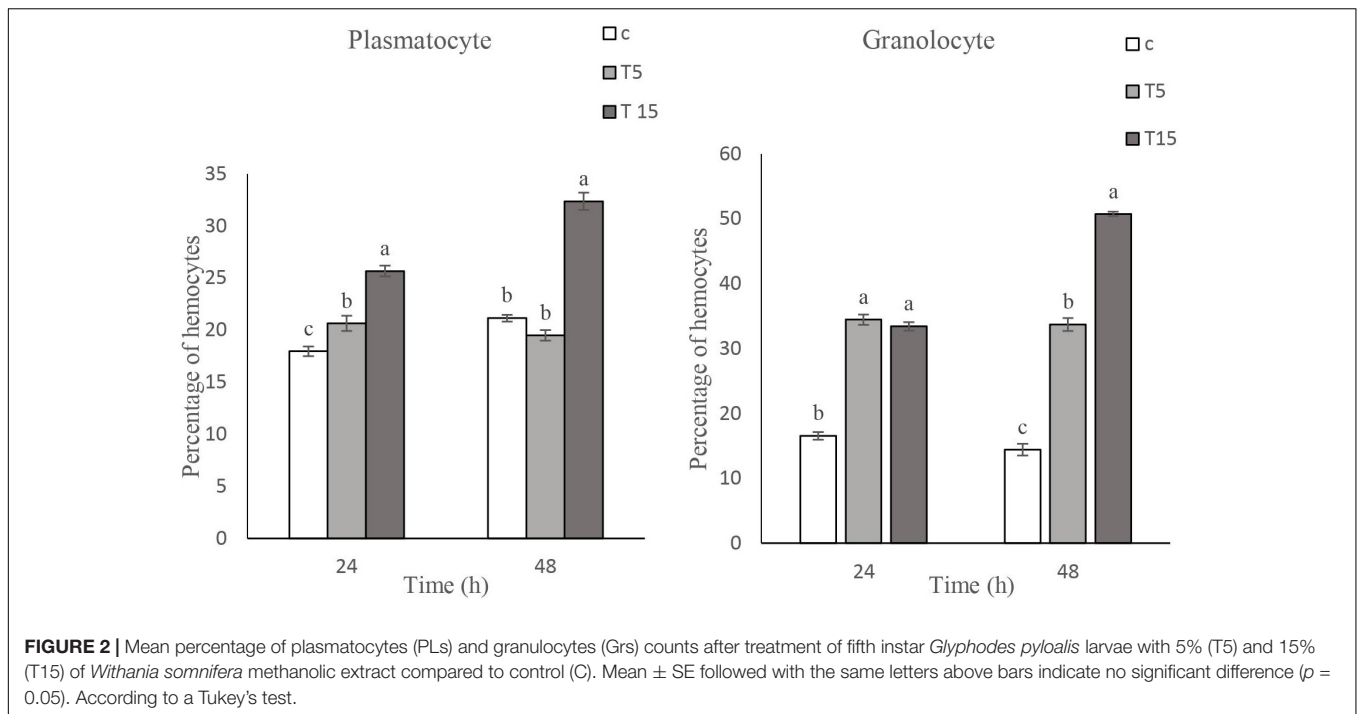 Plasmatocyte
c
T5
T 15
Percentage of hemocytes
35
30
25
20
15
10
5
0
c
b
a
b
b
a
24
48
Time (h)
Granolocyte
c
T5
T15
Percentage of hemocytes
60
50
40
30
20
10
0
b
a
a
c
b
a
24
48
Time (h)
FIGURE 2 | Mean percentage of plasmatocytes (PLs) and granulocytes (Grs) counts after treatment of fifth instar Glyphodes pyloalis larvae with 5% (T5) and 15%
(T15) of Withania somnifera methanolic extract compared to control (C). Mean ± SE followed with the same letters above bars indicate no significant difference (p =
0.05). According to a Tukey's test.